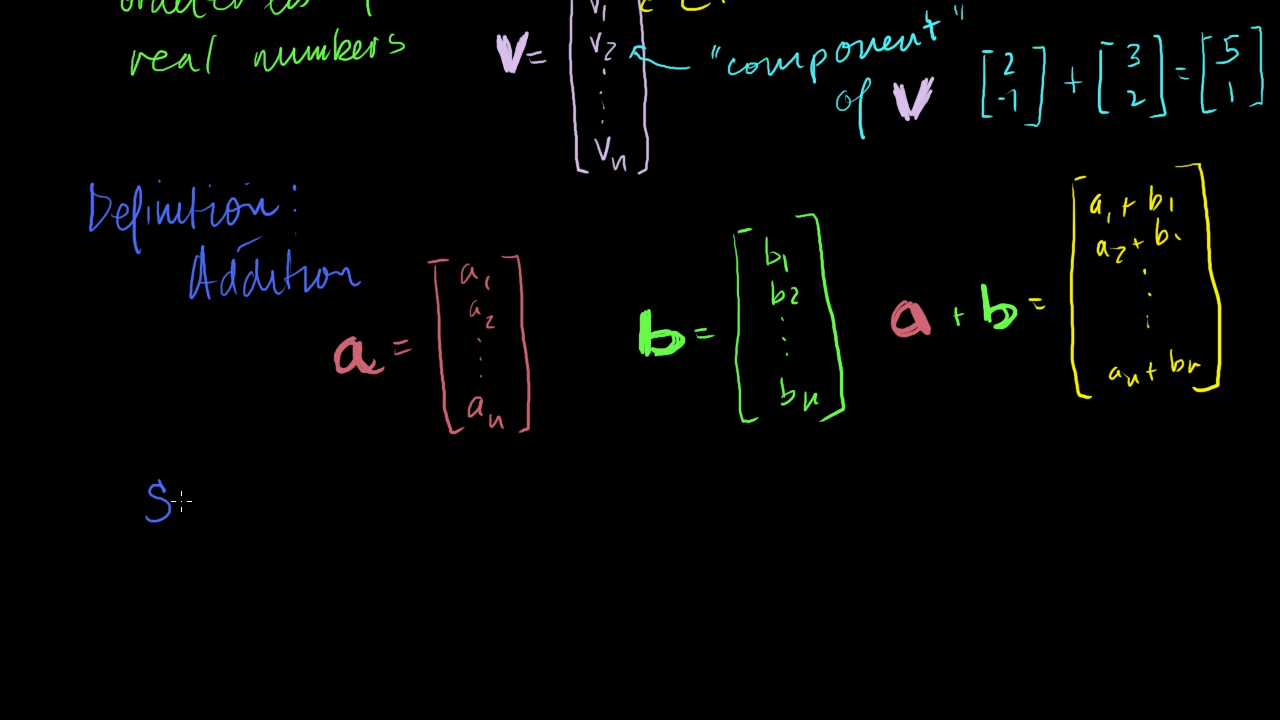 real numbers
V = [v1 v2 ⋮ vn]
"component" of V
[2 -1] + [3 2] = [5 1]
Definition:
Addition
a = [a1 a2 ⋮ an]
b = [b1 b2 ⋮ bn]
a + b = [a1 + b1 a2 + b. ⋮ an + bn]
S